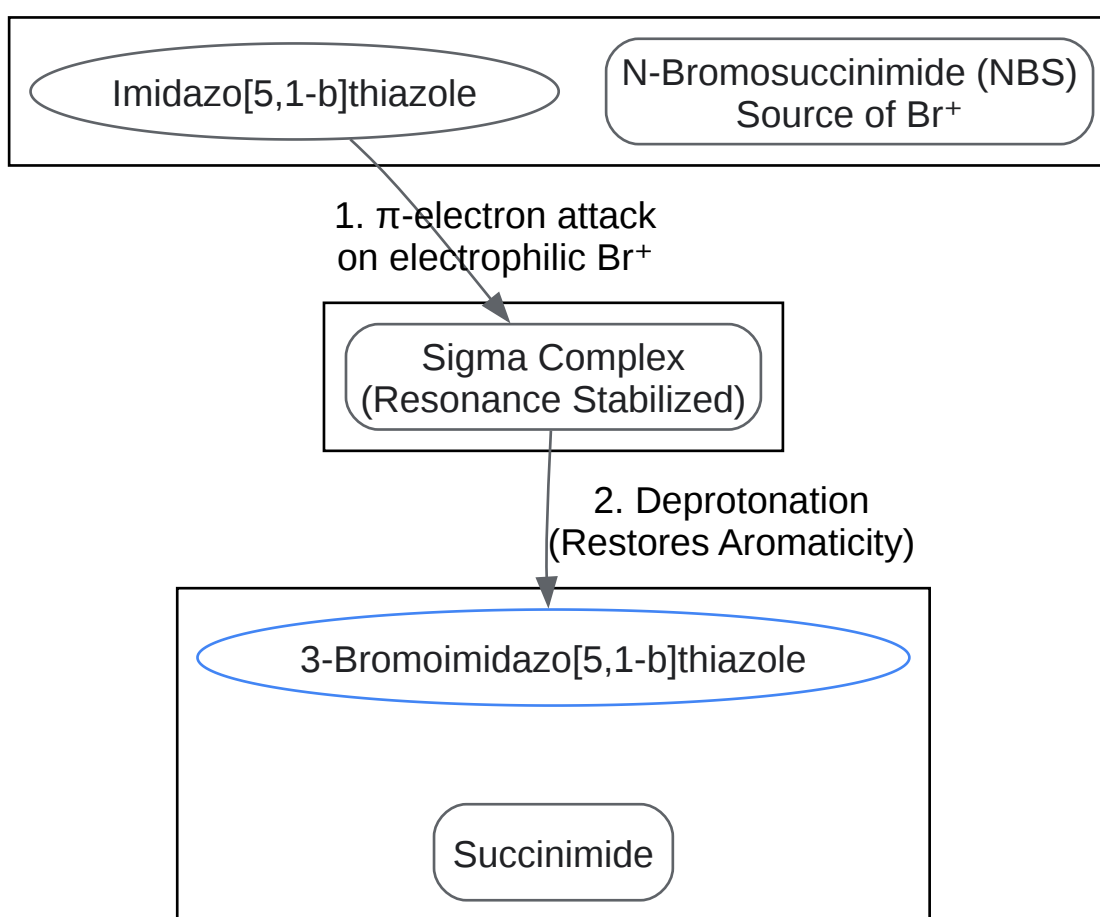 Imidazo[5,1-b]thiazole
N-Bromosuccinimide (NBS)
Source of Br⁺
1. π-electron attack
on electrophilic Br⁺
Sigma Complex
(Resonance Stabilized)
2. Deprotonation
(Restores Aromaticity)
3-Bromoimidazo[5,1-b]thiazole
Succinimide